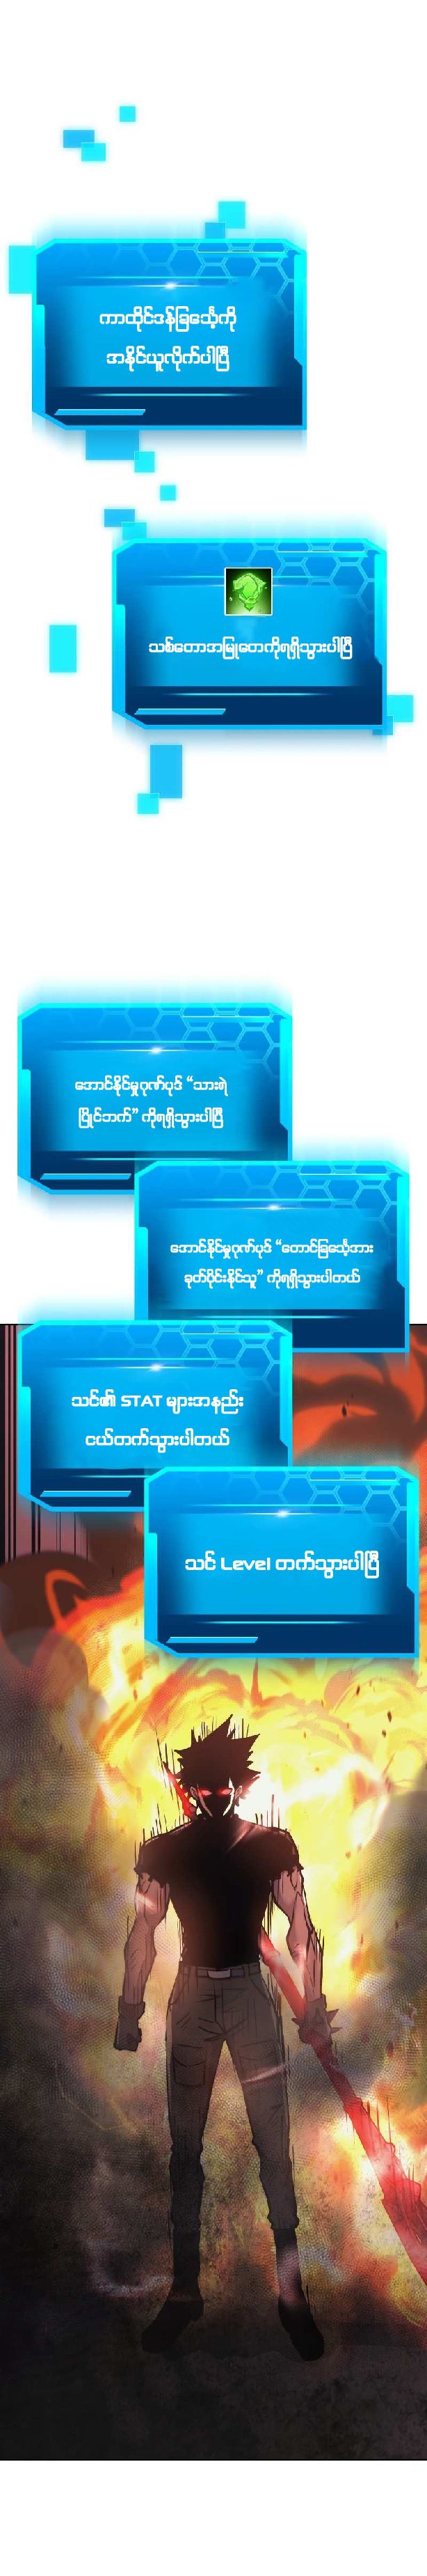 ကာထိုင်ဒန်ခြင်္သေ့ကို
အနိုင်ယူလိုက်ပါပြီ
သစ်တောအမြုတေကိုရရှိသွားပါပြီ
အောင်နိုင်မှုဂုဏ်ပုဒ် “သားရဲ
ပြိုင်ဘက်” ကိုရရှိသွားပါပြီ
အောင်နိုင်မှုဂုဏ်ပုဒ် “တောင်ခြင်္သေ့အား
ခုတ်ပိုင်းနိုင်သူ” ကိုရရှိသွားပါတယ်
သင်၏ STAT များအနည်း
ငယ်တက်သွားပါတယ်
သင် Level တက်သွားပါပြီ